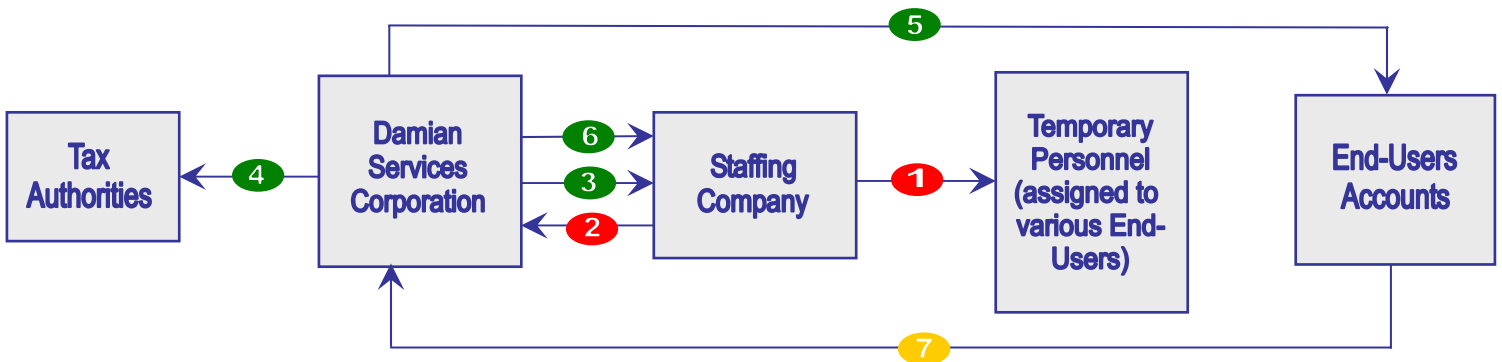 5
Tax
Authorities
4
Damian
Services
Corporation
6
3
2
Staffing
Company
1
Temporary
Personnel
(assigned to
various End-
Users)
End-Users
Accounts
7